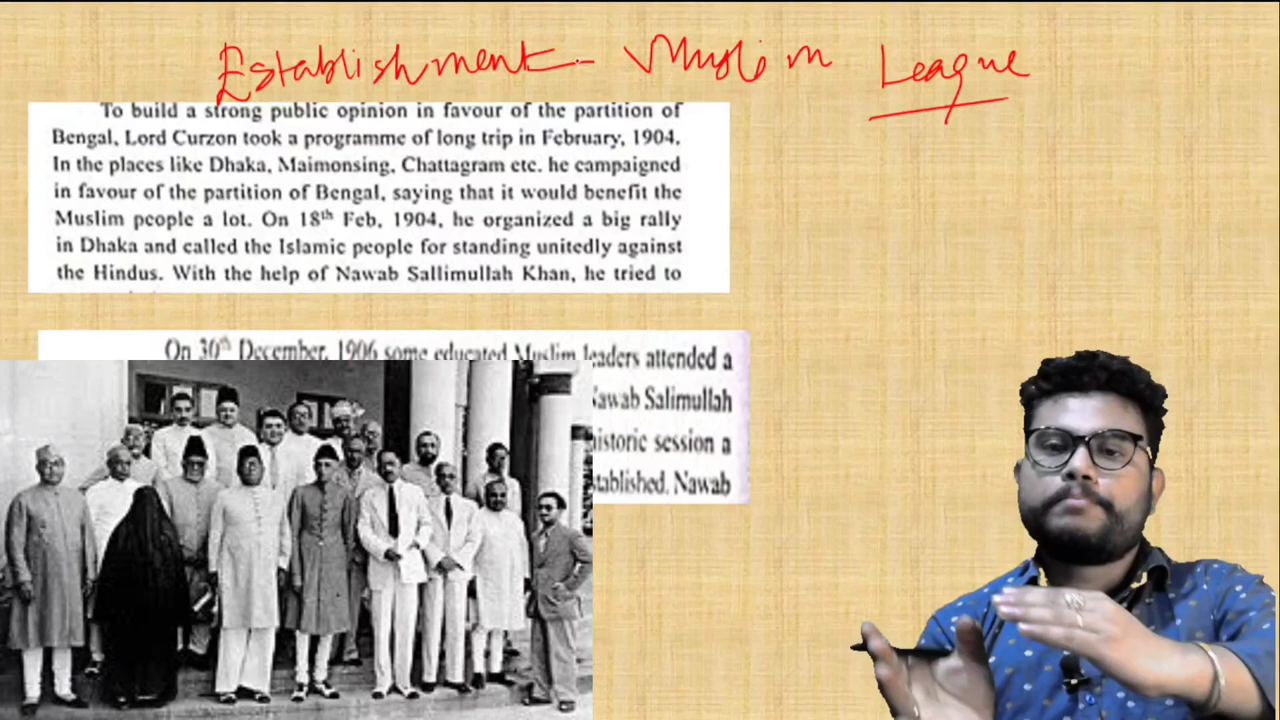 Establishment - Muslim League
To build a strong public opinion in favour of the partition of
Bengal, Lord Curzon took a programme of long trip in February, 1904.
In the places like Dhaka, Maimonsing, Chattagram etc. he campaigned
in favour of the partition of Bengal, saying that it would benefit the
Muslim people a lot. On 18th Feb, 1904, he organized a big rally
in Dhaka and called the Islamic people for standing unitedly against
the Hindus. With the help of Nawab Sallimullah Khan, he tried to
On 30th December, 1906 some educated Muslim leaders attended a
Nawab Salimullah
historic session a
stablished. Nawab